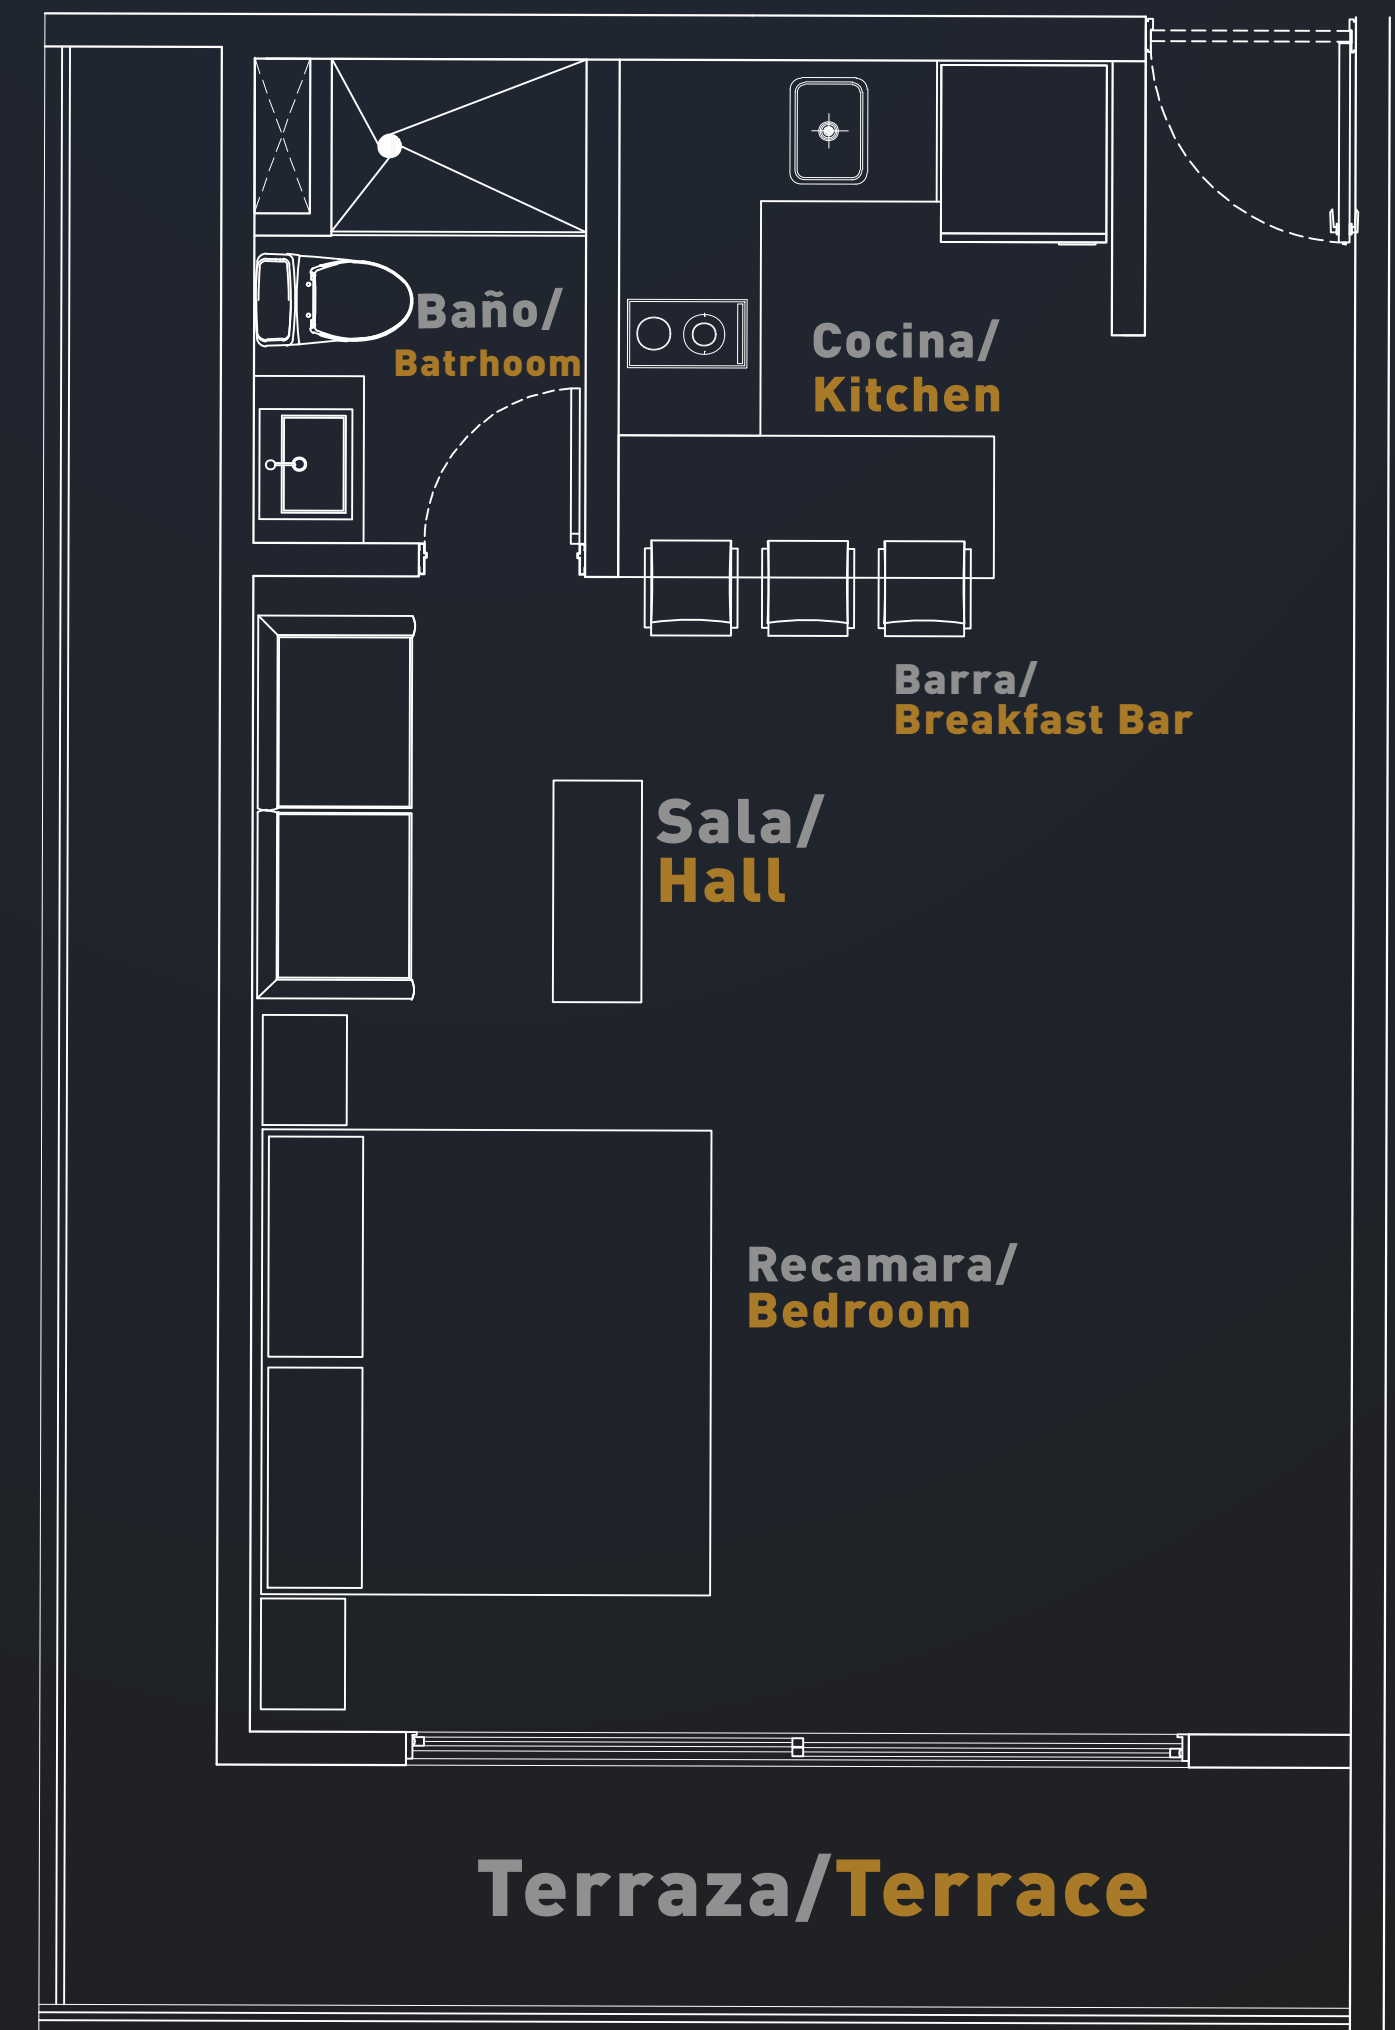 Baño/
Batrhoom
Cocina/
Kitchen
Barra/
Breakfast Bar
Sala/
Hall
Recamara/
Bedroom
Terraza/Terrace